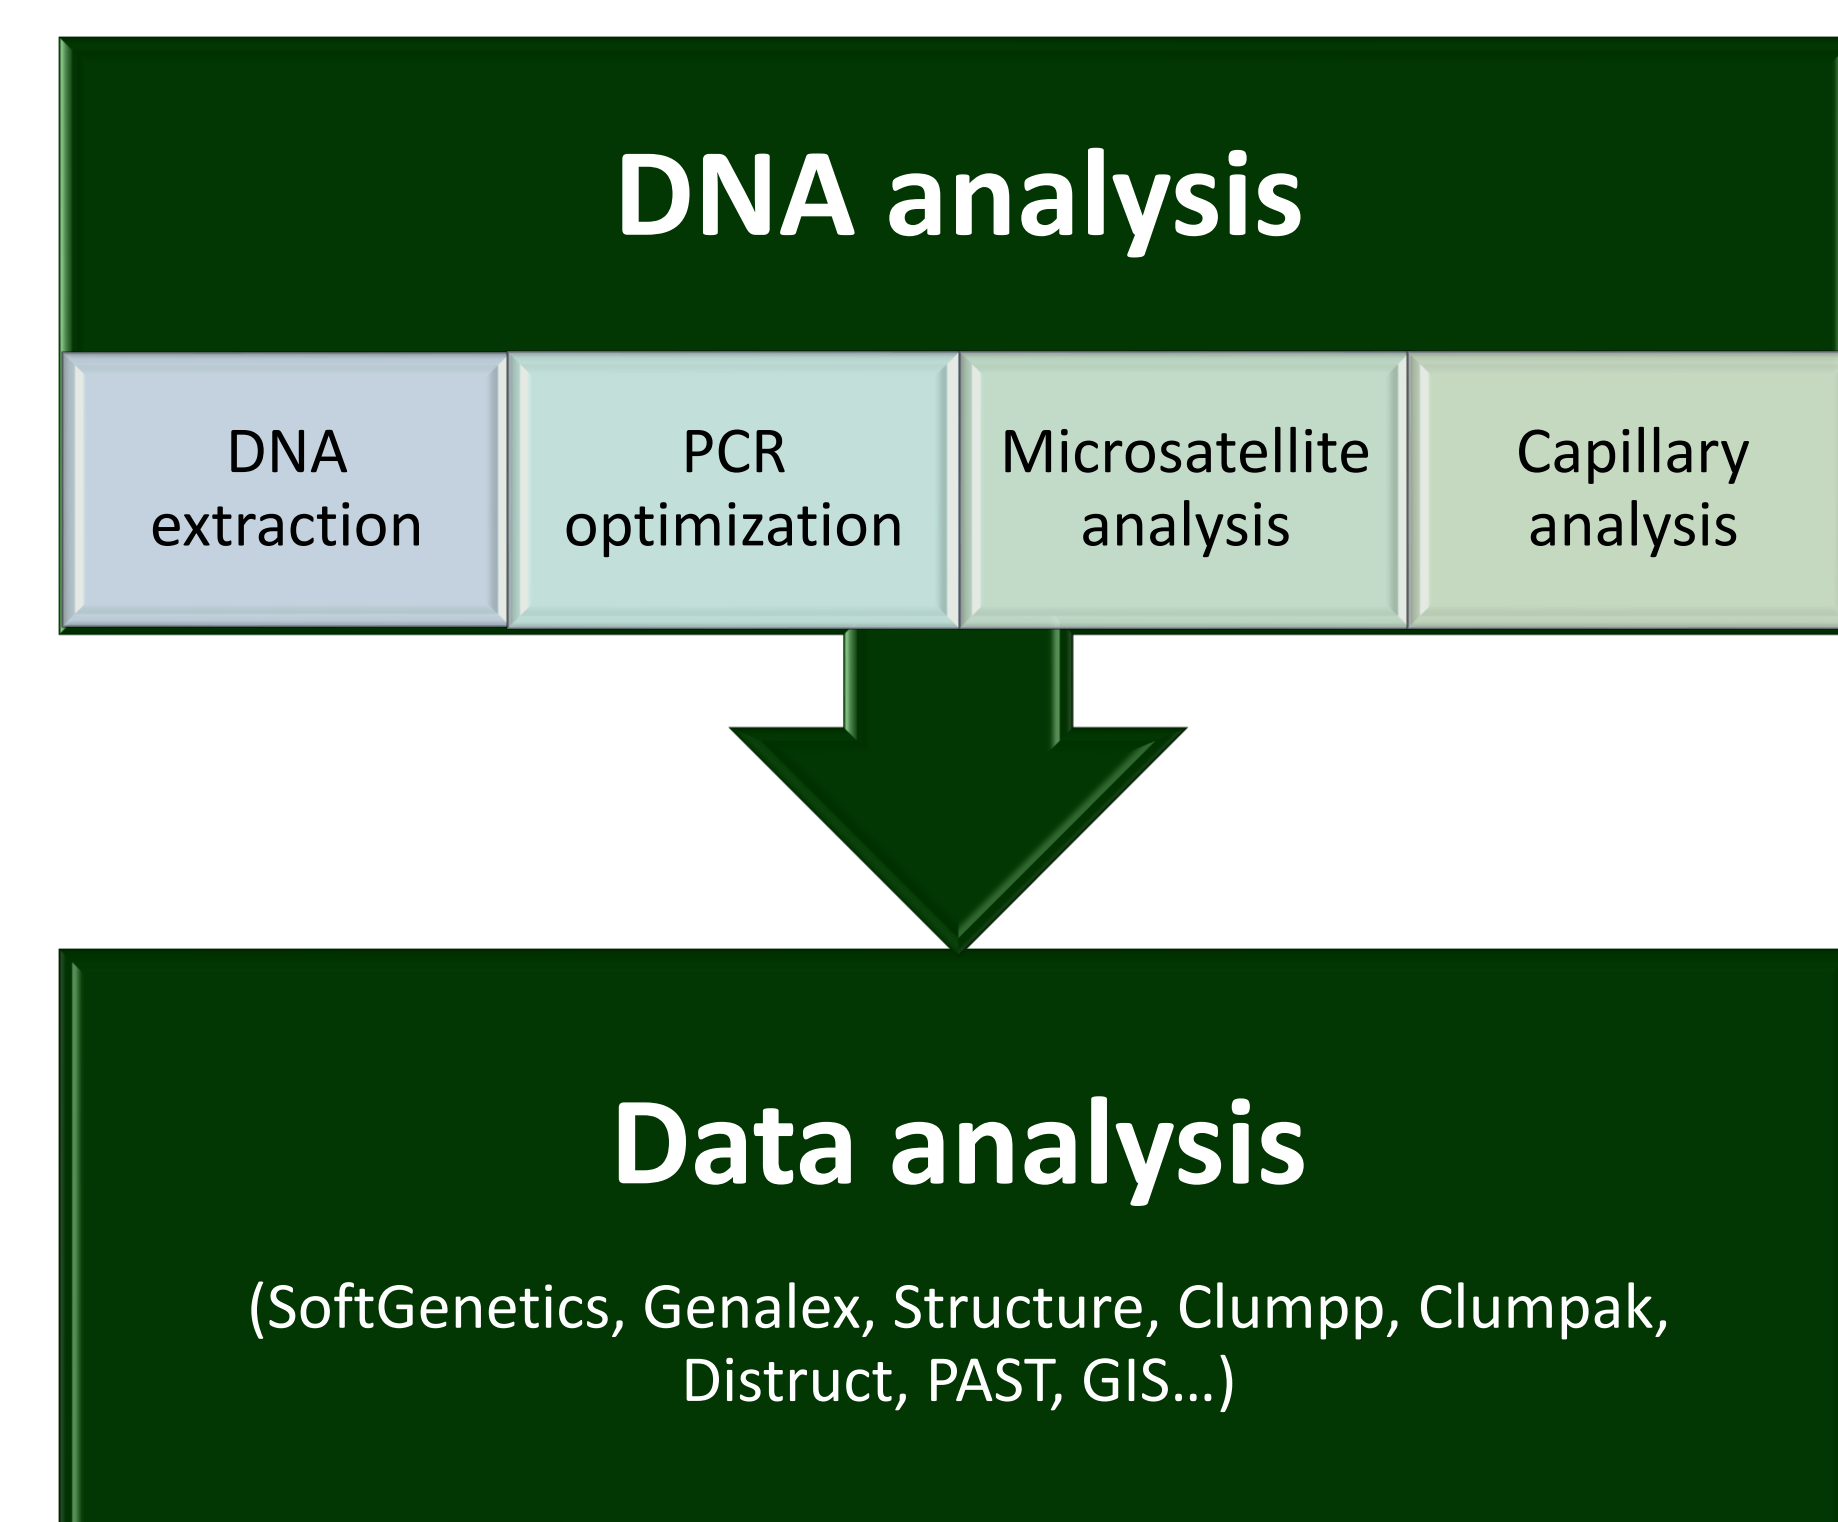 DNA analysis
DNA
extraction
PCR
optimization
Microsatellite
analysis
Capillary
analysis
Data analysis
(SoftGenetics, Genalex, Structure, Clumpp, Clumpak,
Distruct, PAST, GIS...)